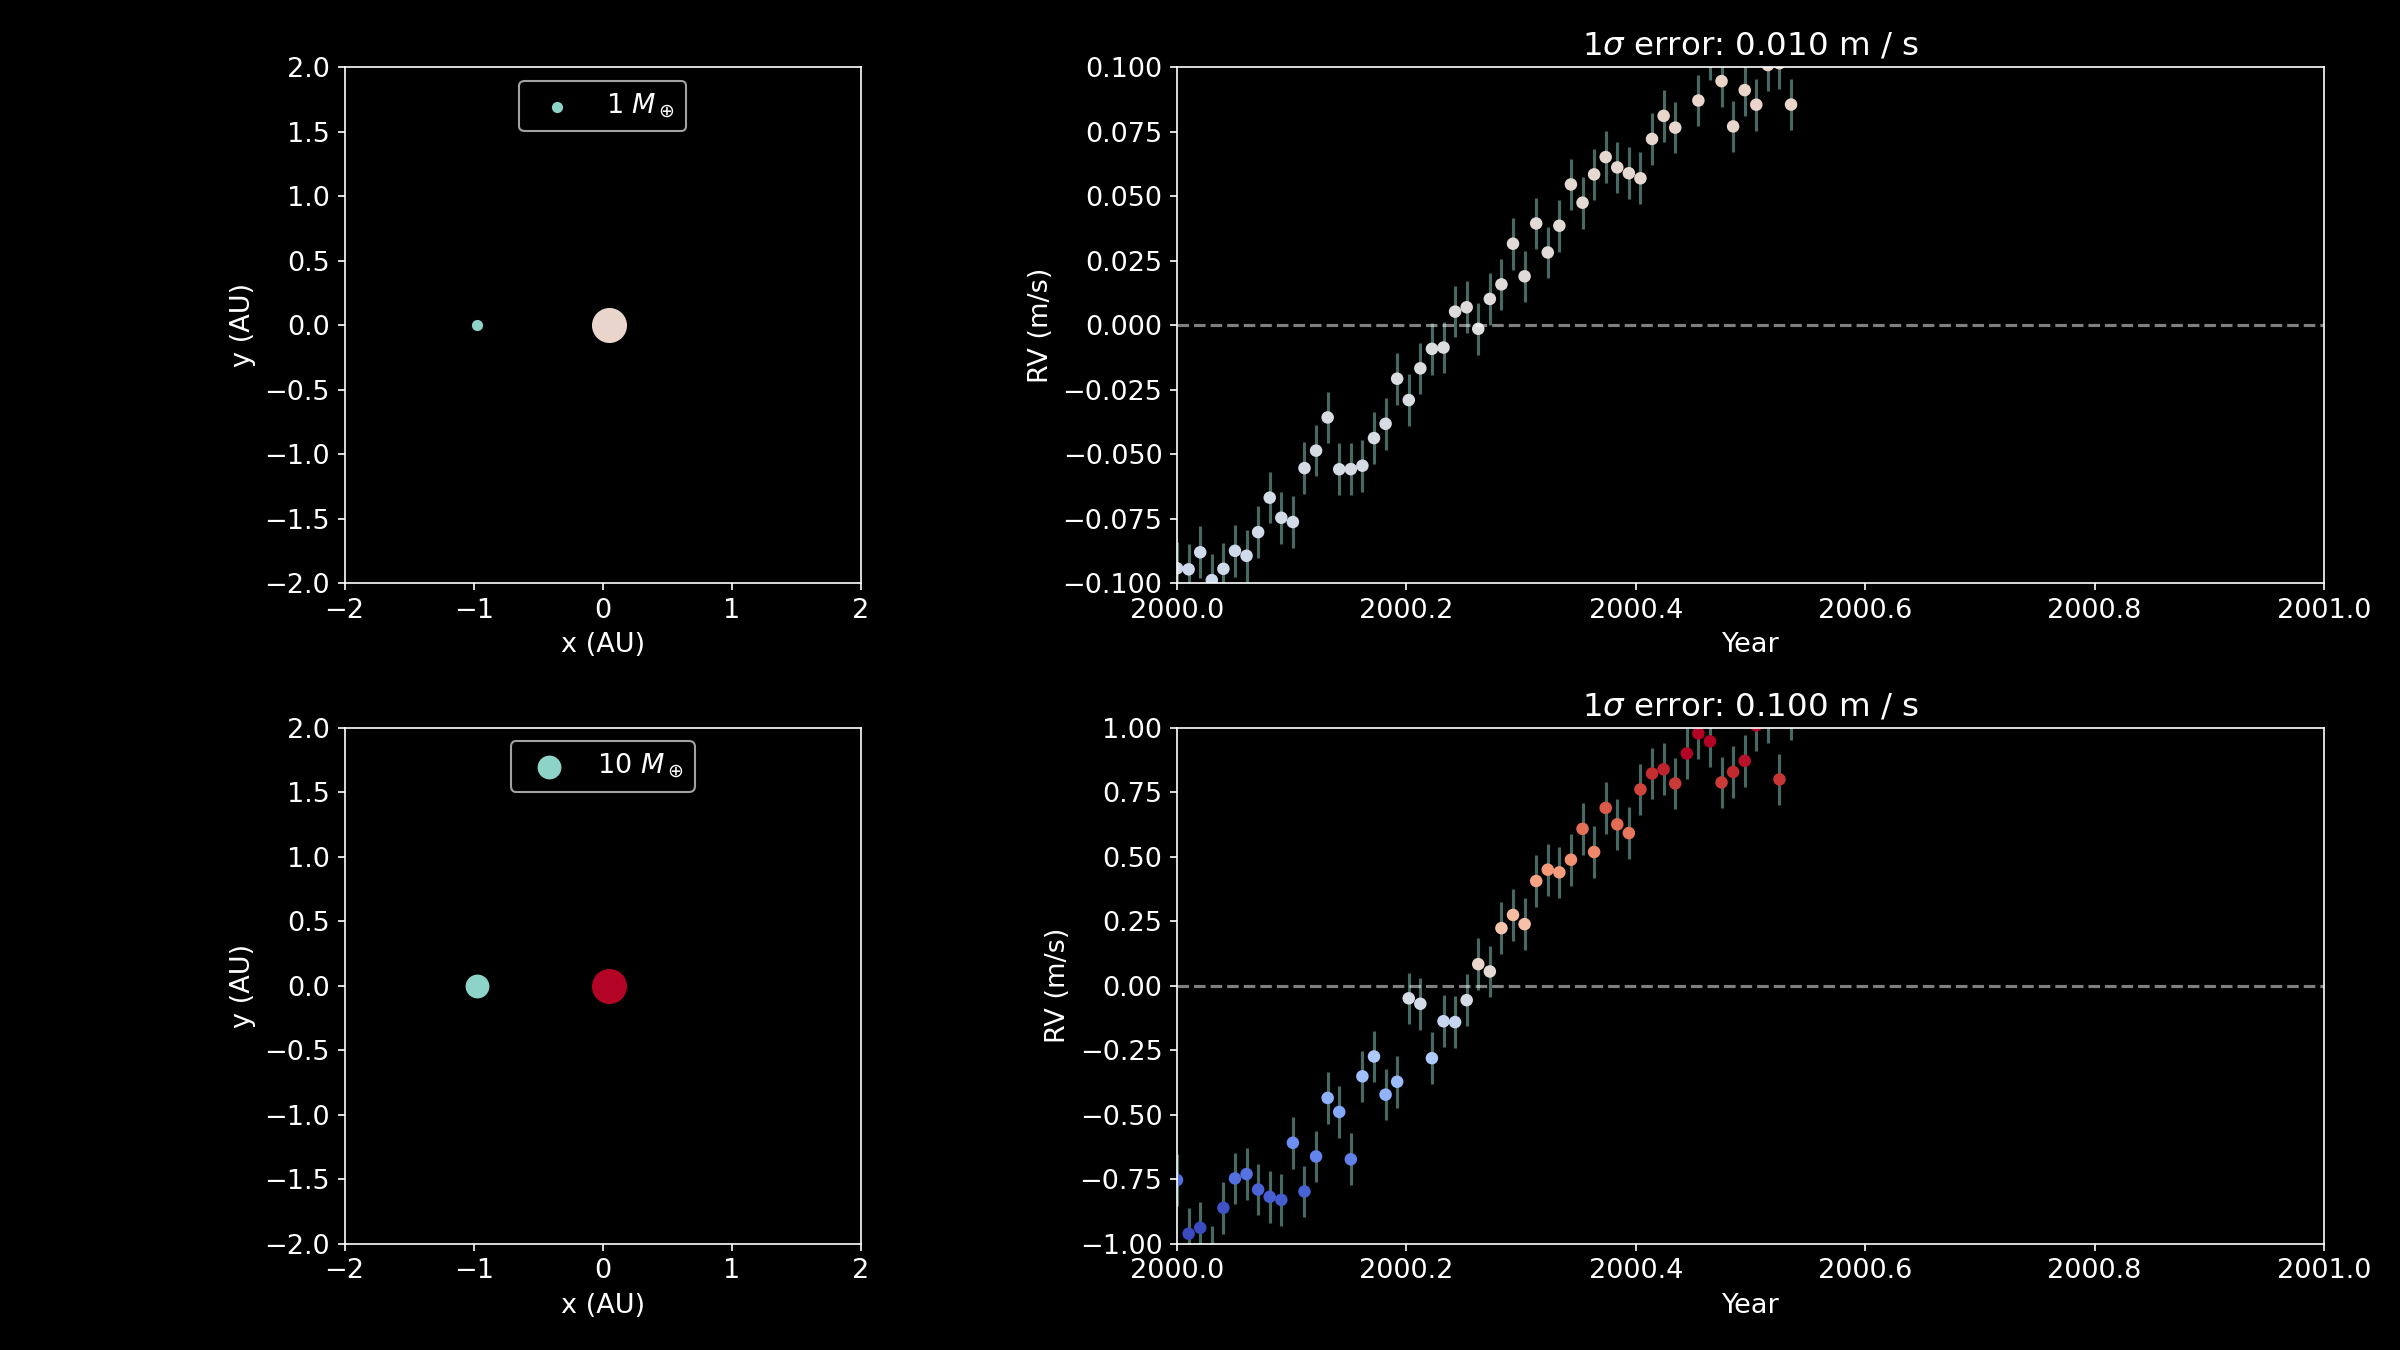 1σ error: 0.010 m / s
1 M⊕
2.0
1.5
1.0
0.5
0.0
−0.5
−1.0
−1.5
−2.0
y (AU)
−2 −1 0 1 2
x (AU)
0.100
0.075
0.050
0.025
0.000
−0.025
−0.050
−0.075
−0.100
RV (m/s)
2000.0 2000.2 2000.4 2000.6 2000.8 2001.0
Year
1σ error: 0.100 m / s
10 M⊕
2.0
1.5
1.0
0.5
0.0
−0.5
−1.0
−1.5
−2.0
y (AU)
−2 −1 0 1 2
x (AU)
1.00
0.75
0.50
0.25
0.00
−0.25
−0.50
−0.75
−1.00
RV (m/s)
2000.0 2000.2 2000.4 2000.6 2000.8 2001.0
Year